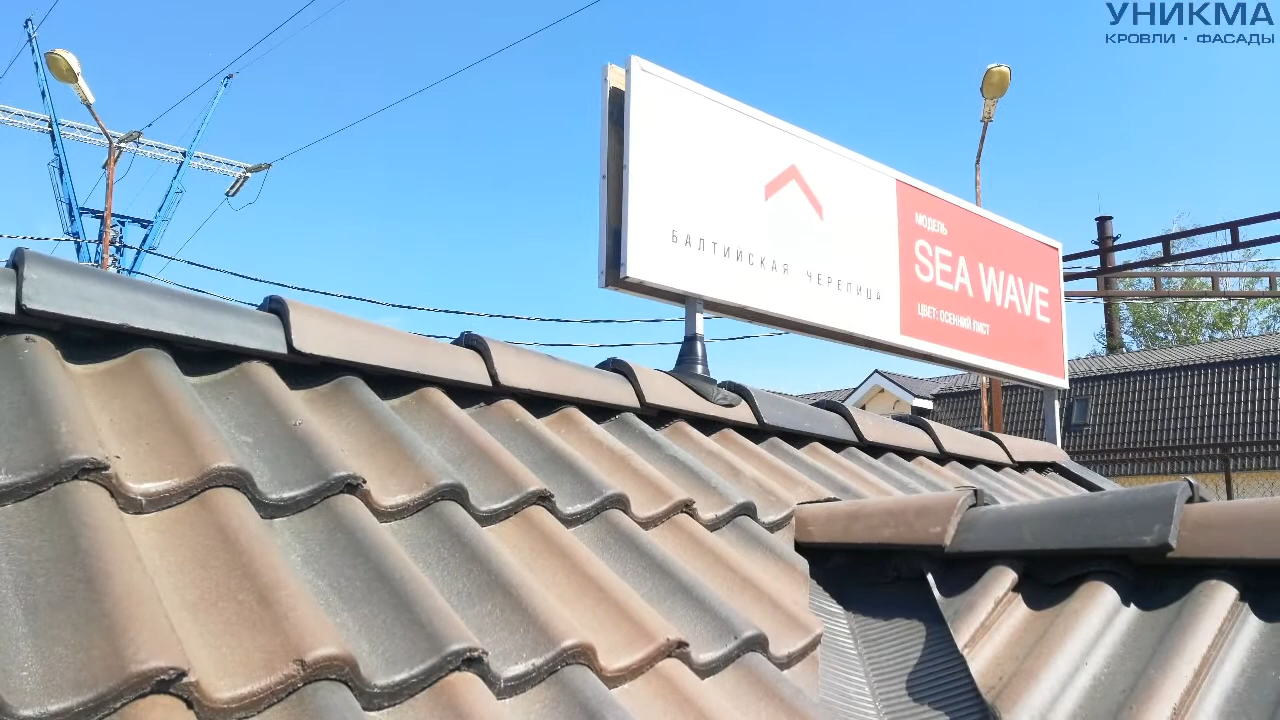 УНИКМА
КРОВЛИ · ФАСАДЫ
БАЛТИЙСКАЯ ЧЕРЕПИЦА
МОДЕЛЬ
SEA WAVE
ЦВЕТ: ОСЕННИЙ ЛИСТ